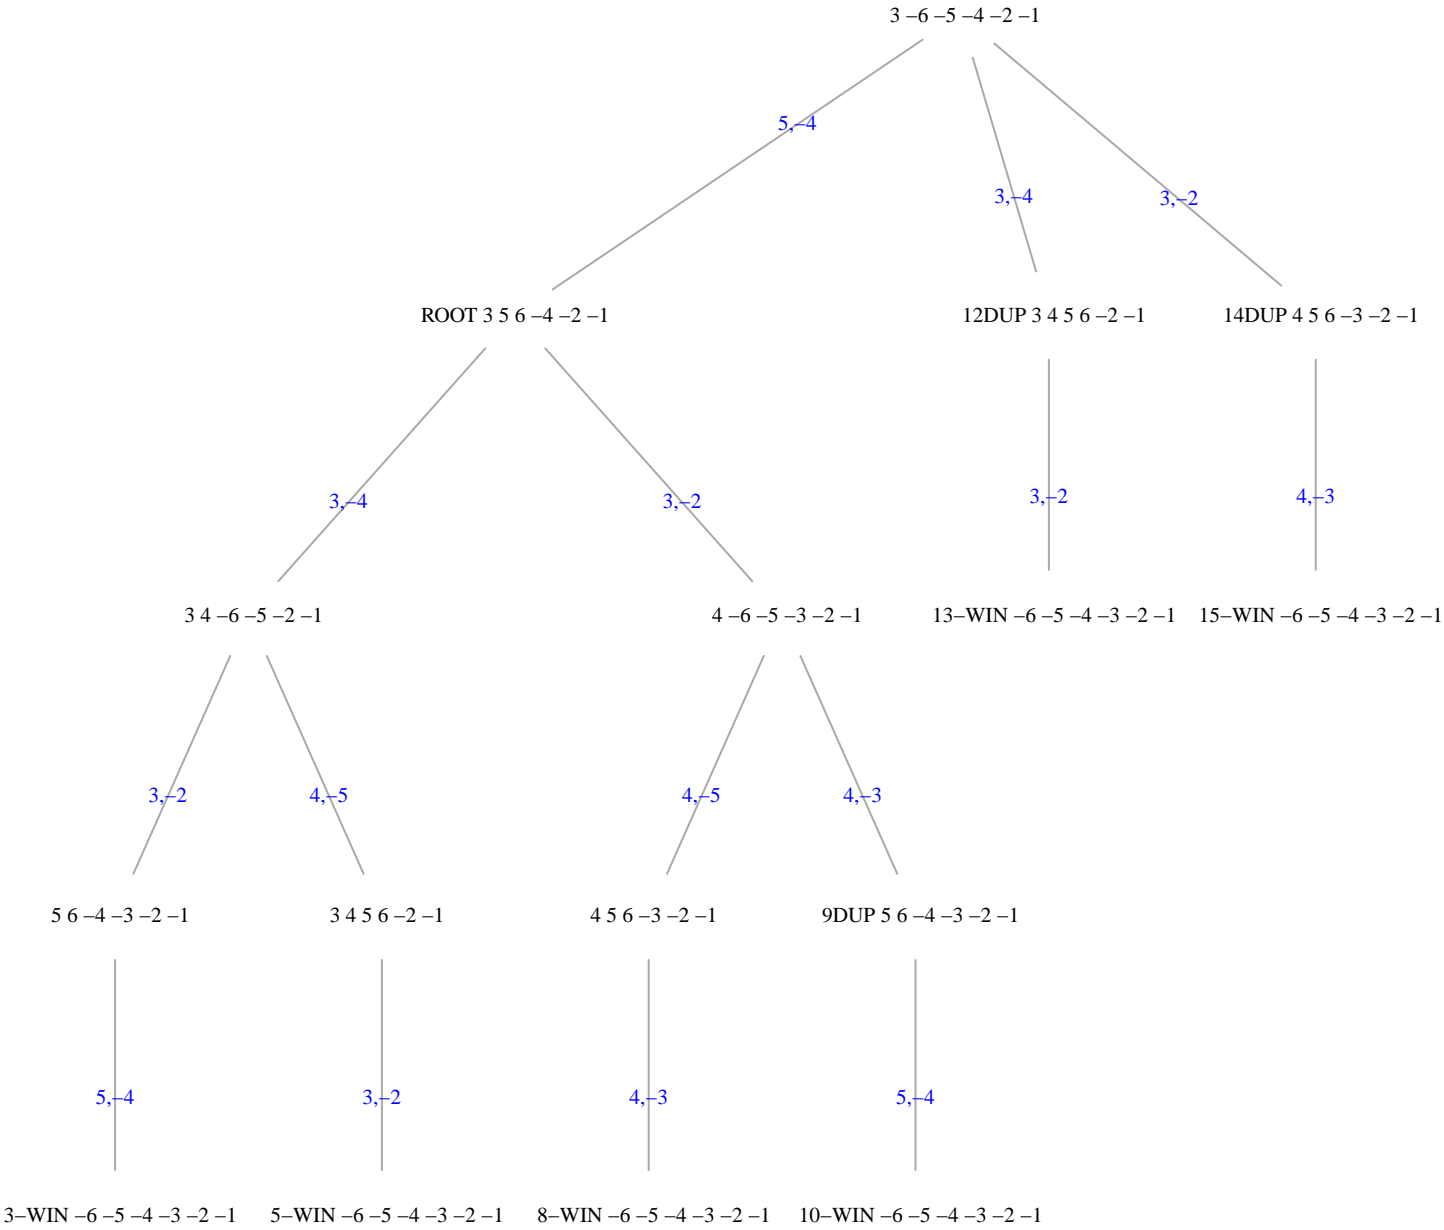 3 –6 –5 –4 –2 –1
5,–4
3,–4
3,–2
ROOT 3 5 6 –4 –2 –1
12DUP 3 4 5 6 –2 –1
14DUP 4 5 6 –3 –2 –1
3,–4
3,–2
3,–2
4,–3
3 4 –6 –5 –2 –1
4 –6 –5 –3 –2 –1
13–WIN –6 –5 –4 –3 –2 –1
15–WIN –6 –5 –4 –3 –2 –1
3,–2
4,–5
4,–5
4,–3
5 6 –4 –3 –2 –1
3 4 5 6 –2 –1
4 5 6 –3 –2 –1
9DUP 5 6 –4 –3 –2 –1
5,–4
3,–2
4,–3
5,–4
3–WIN –6 –5 –4 –3 –2 –1
5–WIN –6 –5 –4 –3 –2 –1
8–WIN –6 –5 –4 –3 –2 –1
10–WIN –6 –5 –4 –3 –2 –1